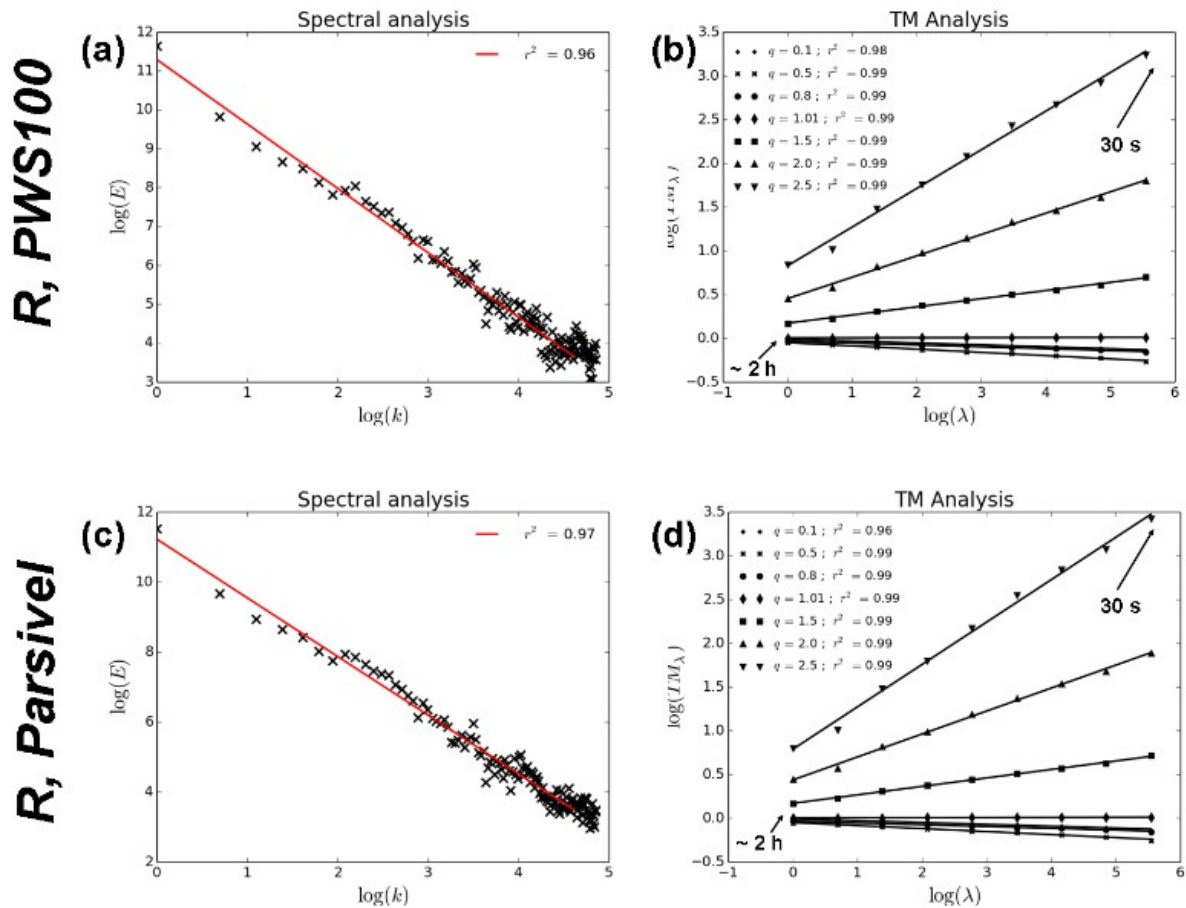 R, PWS100
(a)
Spectral analysis
r² = 0.96
12
11
10
9
8
7
6
5
4
3
log(E)
0 1 2 3 4 5
log(k)
(b)
TM Analysis
q = 0.1 ; r² = 0.98
q = 0.5 ; r² = 0.99
q = 0.8 ; r² = 0.99
q = 1.01 ; r² = 0.99
q = 1.5 ; r² = 0.99
q = 2.0 ; r² = 0.99
q = 2.5 ; r² = 0.99
30 s
~ 2 h
3.5
3.0
2.5
2.0
1.5
1.0
0.5
0.0
−0.5
−1 0 1 2 3 4 5 6
log(λ)
R, Parsivel
(c)
Spectral analysis
r² = 0.97
12
10
8
6
4
2
log(E)
0 1 2 3 4 5
log(k)
(d)
TM Analysis
q = 0.1 ; r² = 0.96
q = 0.5 ; r² = 0.99
q = 0.8 ; r² = 0.99
q = 1.01 ; r² = 0.99
q = 1.5 ; r² = 0.99
q = 2.0 ; r² = 0.99
q = 2.5 ; r² = 0.99
30 s
~ 2 h
3.5
3.0
2.5
2.0
1.5
1.0
0.5
0.0
−0.5
log(TM_λ)
−1 0 1 2 3 4 5 6
log(λ)